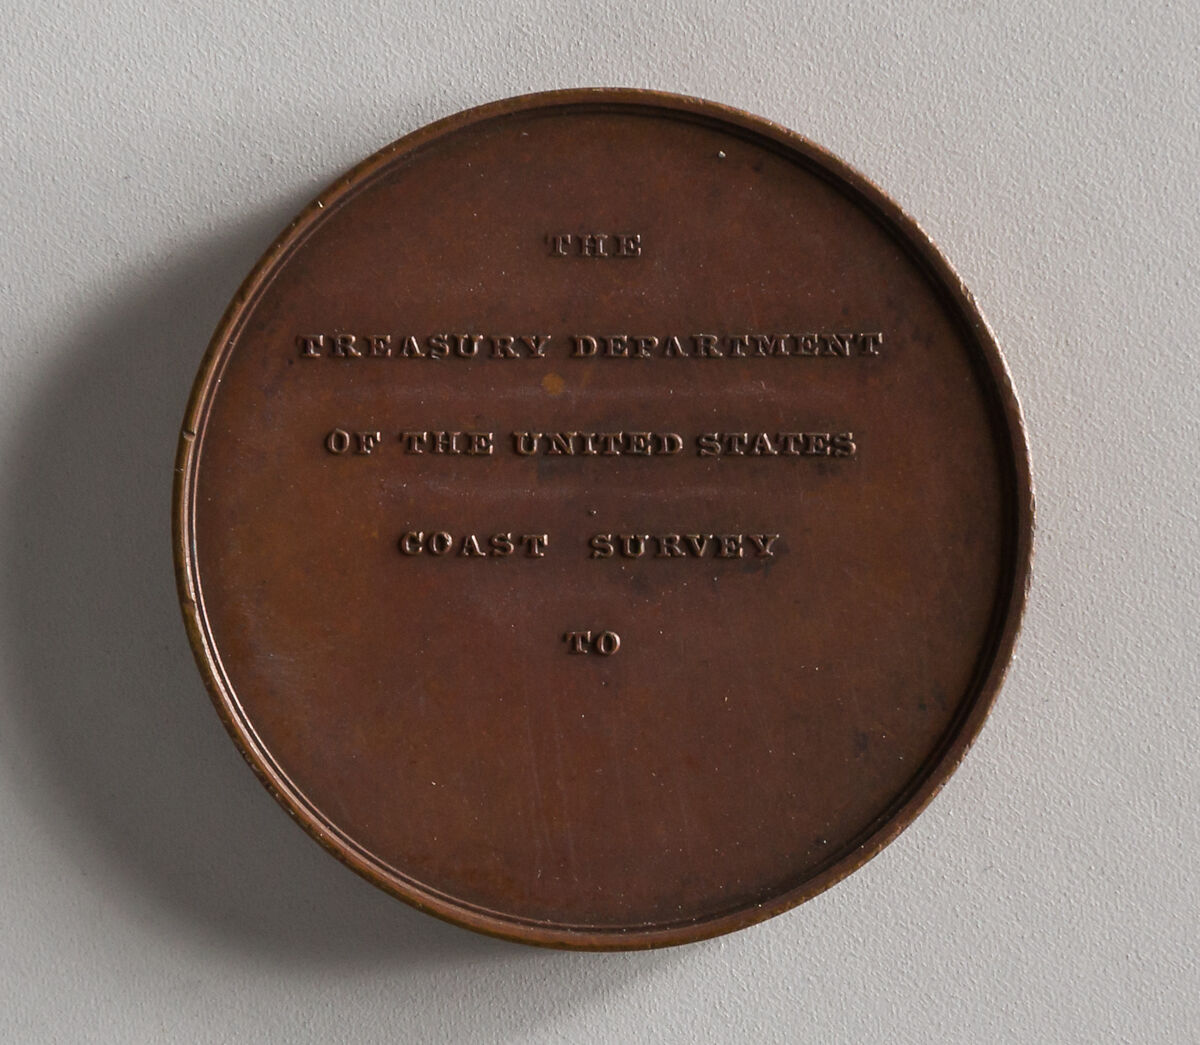 THE
TREASURY DEPARTMENT
OF THE UNITED STATES
COAST SURVEY
TO